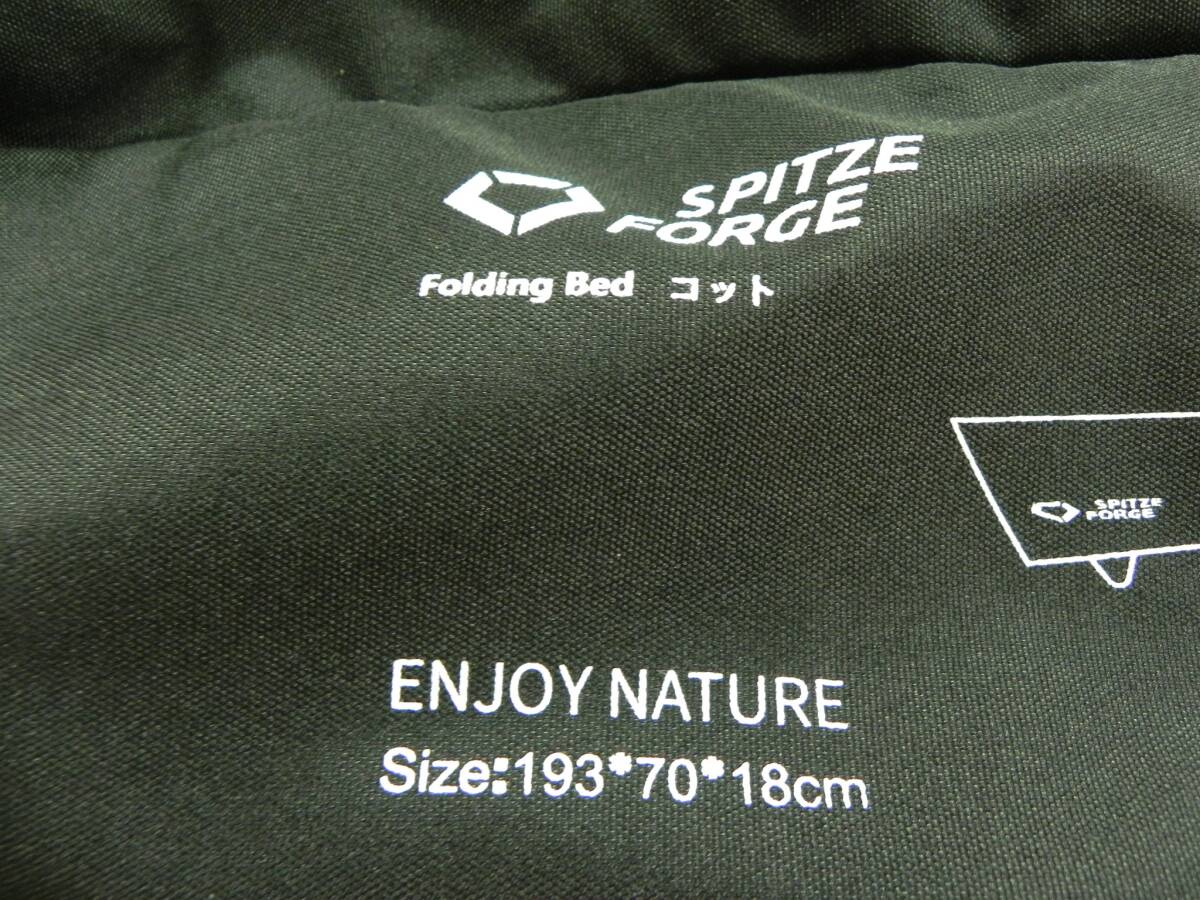 SPITZE
FORGE
Folding Bed コット
SPITZE
FORGE
ENJOY NATURE
Size:193*70*18cm